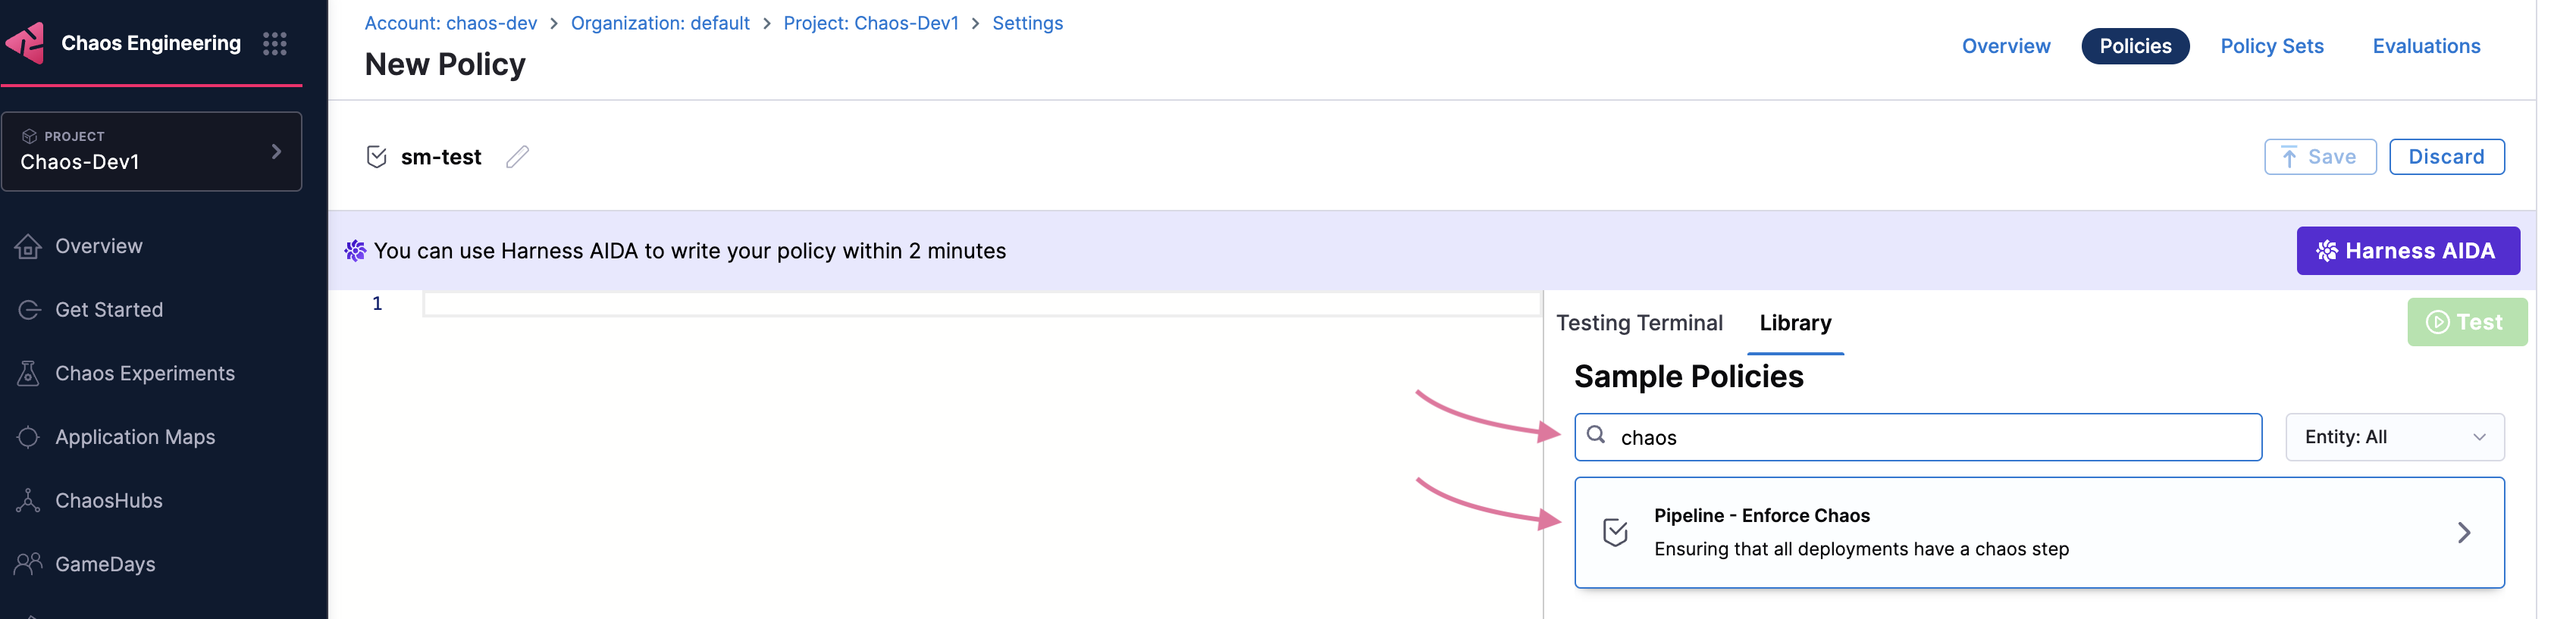 Chaos Engineering
PROJECT
Chaos-Dev1
Overview
Get Started
Chaos Experiments
Application Maps
ChaosHubs
GameDays
Account: chaos-dev > Organization: default > Project: Chaos-Dev1 > Settings
New Policy
Overview Policies Policy Sets Evaluations
sm-test
Save Discard
You can use Harness AIDA to write your policy within 2 minutes
Harness AIDA
1
Testing Terminal Library
Test
Sample Policies
chaos
Entity: All
Pipeline - Enforce Chaos
Ensuring that all deployments have a chaos step